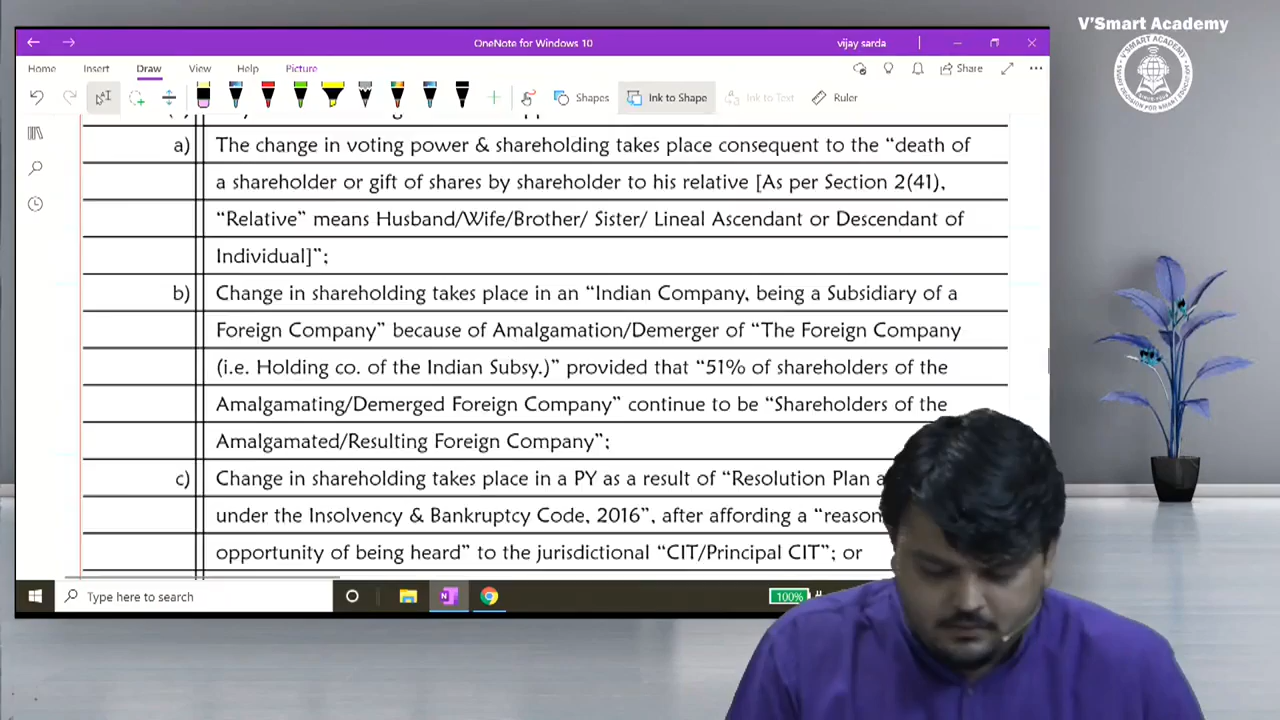 V'Smart Academy
OneNote for Windows 10
vijay sarda
Home Insert Draw View Help Picture Share
Shapes Ink to Shape Ink to Text Ruler
a) The change in voting power & shareholding takes place consequent to the “death of
a shareholder or gift of shares by shareholder to his relative [As per Section 2(41),
“Relative” means Husband/Wife/Brother/ Sister/ Lineal Ascendant or Descendant of
Individual]”;
b) Change in shareholding takes place in an “Indian Company, being a Subsidiary of a
Foreign Company” because of Amalgamation/Demerger of “The Foreign Company
(i.e. Holding co. of the Indian Subsy.)” provided that “51% of shareholders of the
Amalgamating/Demerged Foreign Company” continue to be “Shareholders of the
Amalgamated/Resulting Foreign Company”;
c) Change in shareholding takes place in a PY as a result of “Resolution Plan
under the Insolvency & Bankruptcy Code, 2016”, after affording a
opportunity of being heard” to the jurisdictional “CIT/Principal CIT”; or
Type here to search
100%